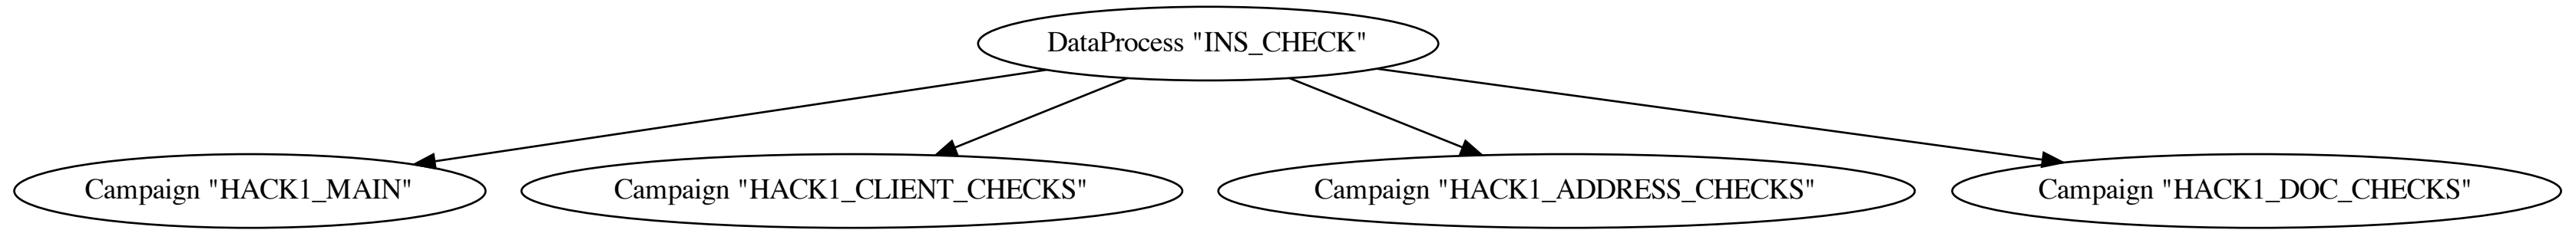 DataProcess "INS_CHECK"
Campaign "HACK1_MAIN"
Campaign "HACK1_CLIENT_CHECKS"
Campaign "HACK1_ADDRESS_CHECKS"
Campaign "HACK1_DOC_CHECKS"